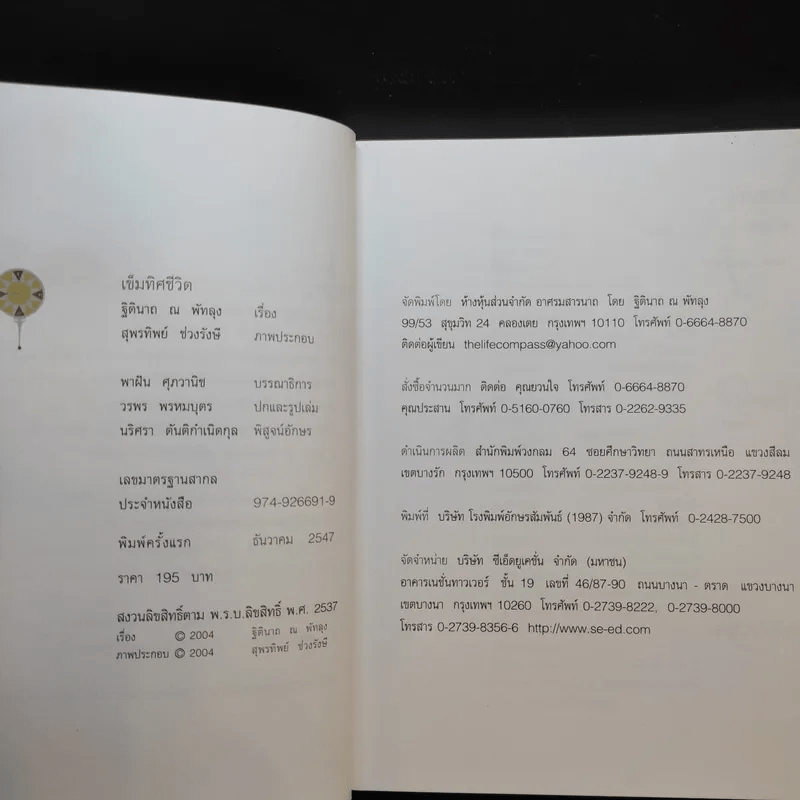 เข็มทิศชีวิต
ฐิตินาถ ณ พัทลุง เรื่อง
สุพรทิพย์ ช่วงรังษี ภาพประกอบ
พาฝัน ศุภวานิช บรรณาธิการ
วรพร พรหมบุตร ปกและรูปเล่ม
นริศรา ตันติกำเนิดกุล พิสูจน์อักษร
เลขมาตรฐานสากล
ประจำหนังสือ 974-926691-9
พิมพ์ครั้งแรก ธันวาคม 2547
ราคา 195 บาท
สงวนลิขสิทธิ์ตาม พ.ร.บ.ลิขสิทธิ์ พ.ศ. 2537
เรื่อง © 2004 ฐิตินาถ ณ พัทลุง
ภาพประกอบ © 2004 สุพรทิพย์ ช่วงรังษี
จัดพิมพ์โดย ห้างหุ้นส่วนจำกัด อาศรมสารนาถ โดย ฐิตินาถ ณ พัทลุง
99/53 สุขุมวิท 24 คลองเตย กรุงเทพฯ 10110 โทรศัพท์ 0-6664-8870
ติดต่อผู้เขียน thelifecompass@yahoo.com
สั่งซื้อจำนวนมาก ติดต่อ คุณยวนใจ โทรศัพท์ 0-6664-8870
คุณประสาน โทรศัพท์ 0-5160-0760 โทรสาร 0-2262-9335
ดำเนินการผลิต สำนักพิมพ์วงกลม 64 ซอยศึกษาวิทยา ถนนสาทรเหนือ แขวงสีลม
เขตบางรัก กรุงเทพฯ 10500 โทรศัพท์ 0-2237-9248-9 โทรสาร 0-2237-9248
พิมพ์ที่ บริษัท โรงพิมพ์อักษรสัมพันธ์ (1987) จำกัด โทรศัพท์ 0-2428-7500
จัดจำหน่าย บริษัท ซีเอ็ดยูเคชั่น จำกัด (มหาชน)
อาคารเนชั่นทาวเวอร์ ชั้น 19 เลขที่ 46/87-90 ถนนบางนา - ตราด แขวงบางนา
เขตบางนา กรุงเทพฯ 10260 โทรศัพท์ 0-2739-8222, 0-2739-8000
โทรสาร 0-2739-8356-6 http://www.se-ed.com